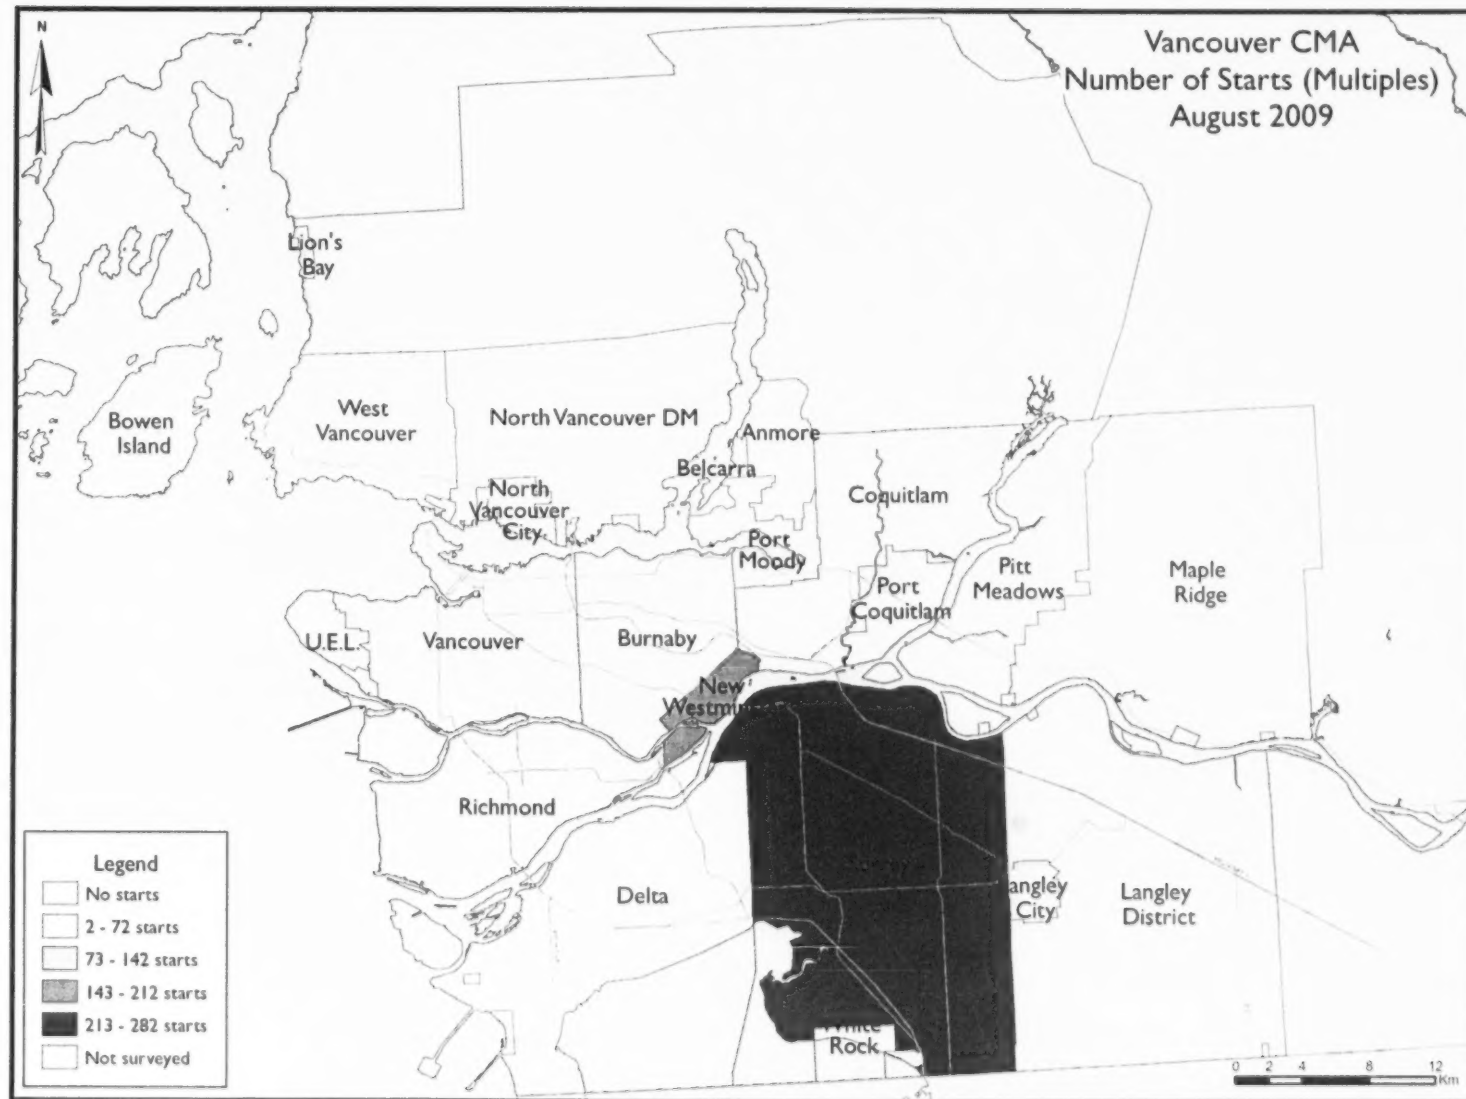 N
Vancouver CMA
Number of Starts (Multiples)
August 2009
Lion's
Bay
Bowen
Island
West
Vancouver
North Vancouver DM
Anmore
Belcarra
North
Vancouver
City
Coquitlam
Port
Moody
Port
Coquitlam
Pitt
Meadows
Maple
Ridge
U.E.L.
Vancouver
Burnaby
New
Westmin
Richmond
Delta
angley
City
Langley
District
White
Rock
Legend
No starts
2 - 72 starts
73 - 142 starts
143 - 212 starts
213 - 282 starts
Not surveyed
0 2 4 8 12
Km